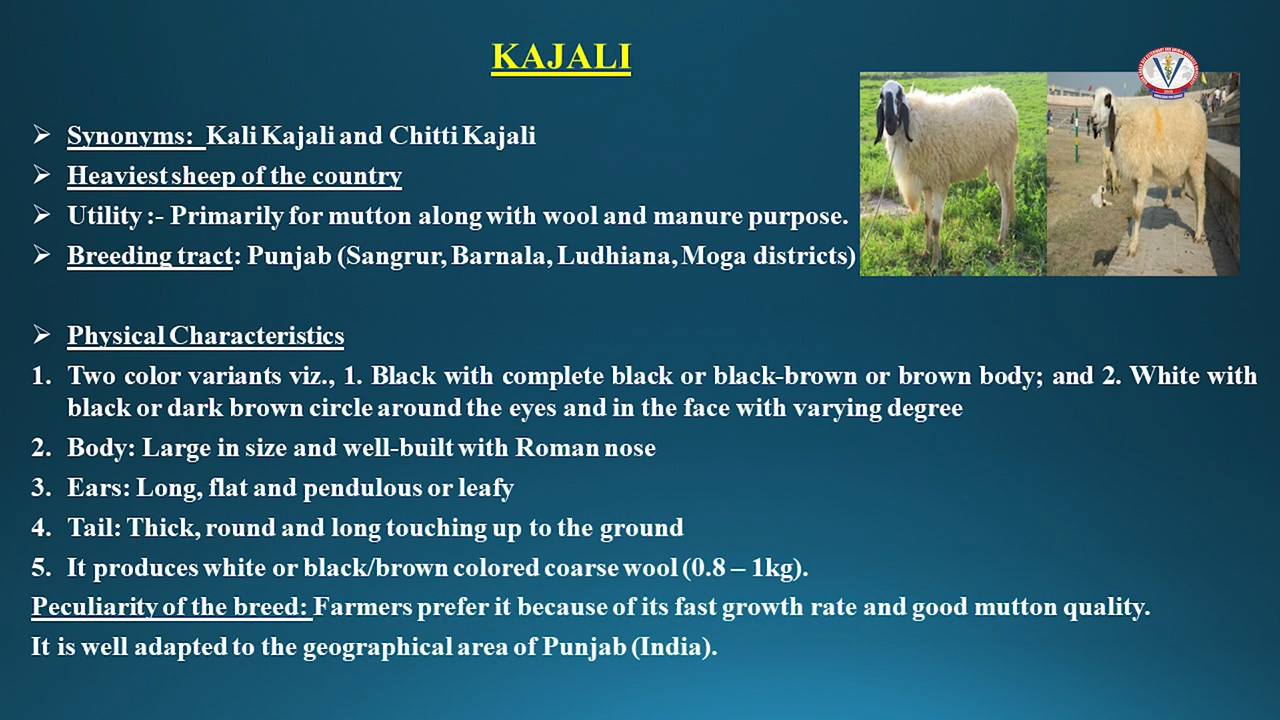 KAJALI
➢ Synonyms: Kali Kajali and Chitti Kajali
➢ Heaviest sheep of the country
➢ Utility :- Primarily for mutton along with wool and manure purpose.
➢ Breeding tract: Punjab (Sangrur, Barnala, Ludhiana, Moga districts)
➢ Physical Characteristics
1. Two color variants viz., 1. Black with complete black or black-brown or brown body; and 2. White with
black or dark brown circle around the eyes and in the face with varying degree
2. Body: Large in size and well-built with Roman nose
3. Ears: Long, flat and pendulous or leafy
4. Tail: Thick, round and long touching up to the ground
5. It produces white or black/brown colored coarse wool (0.8 – 1kg).
Peculiarity of the breed: Farmers prefer it because of its fast growth rate and good mutton quality.
It is well adapted to the geographical area of Punjab (India).